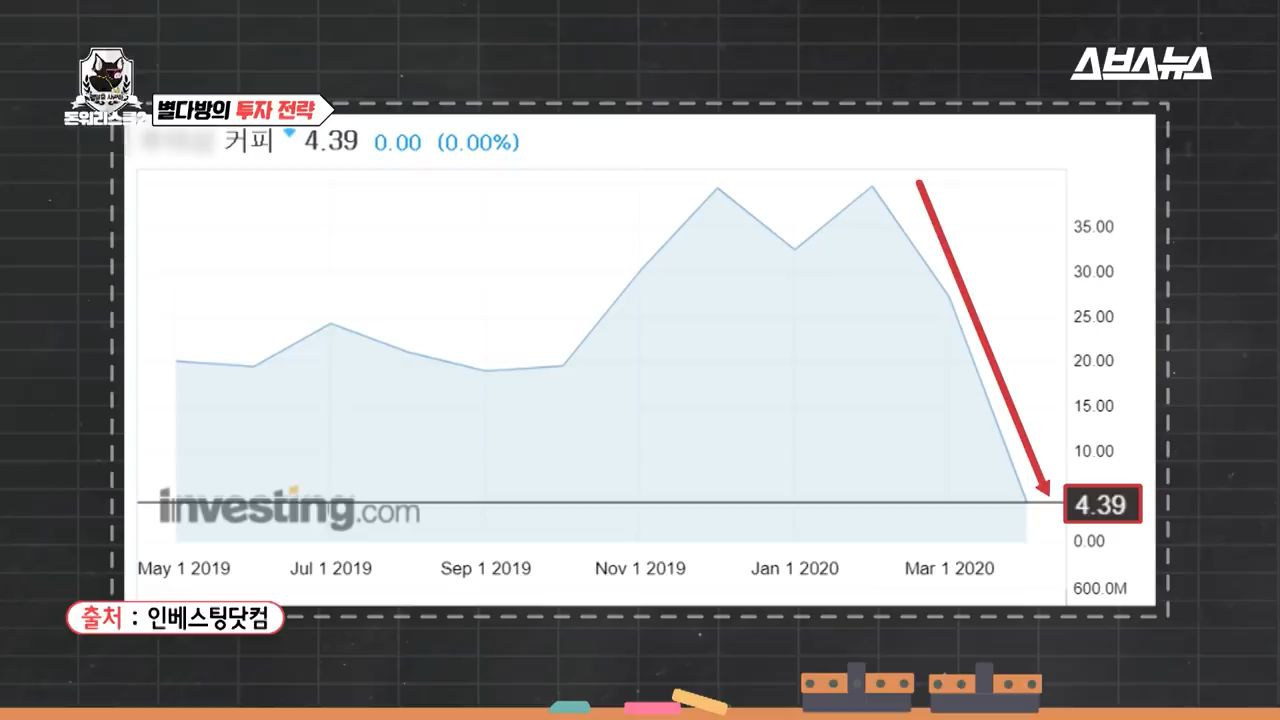 스브스뉴스
돈워리스쿨2
별다방의 투자 전략
커피 4.39 0.00 (0.00%)
35.00
30.00
25.00
20.00
15.00
10.00
4.39
0.00
600.0M
investing.com
May 1 2019 Jul 1 2019 Sep 1 2019 Nov 1 2019 Jan 1 2020 Mar 1 2020
출처 : 인베스팅닷컴